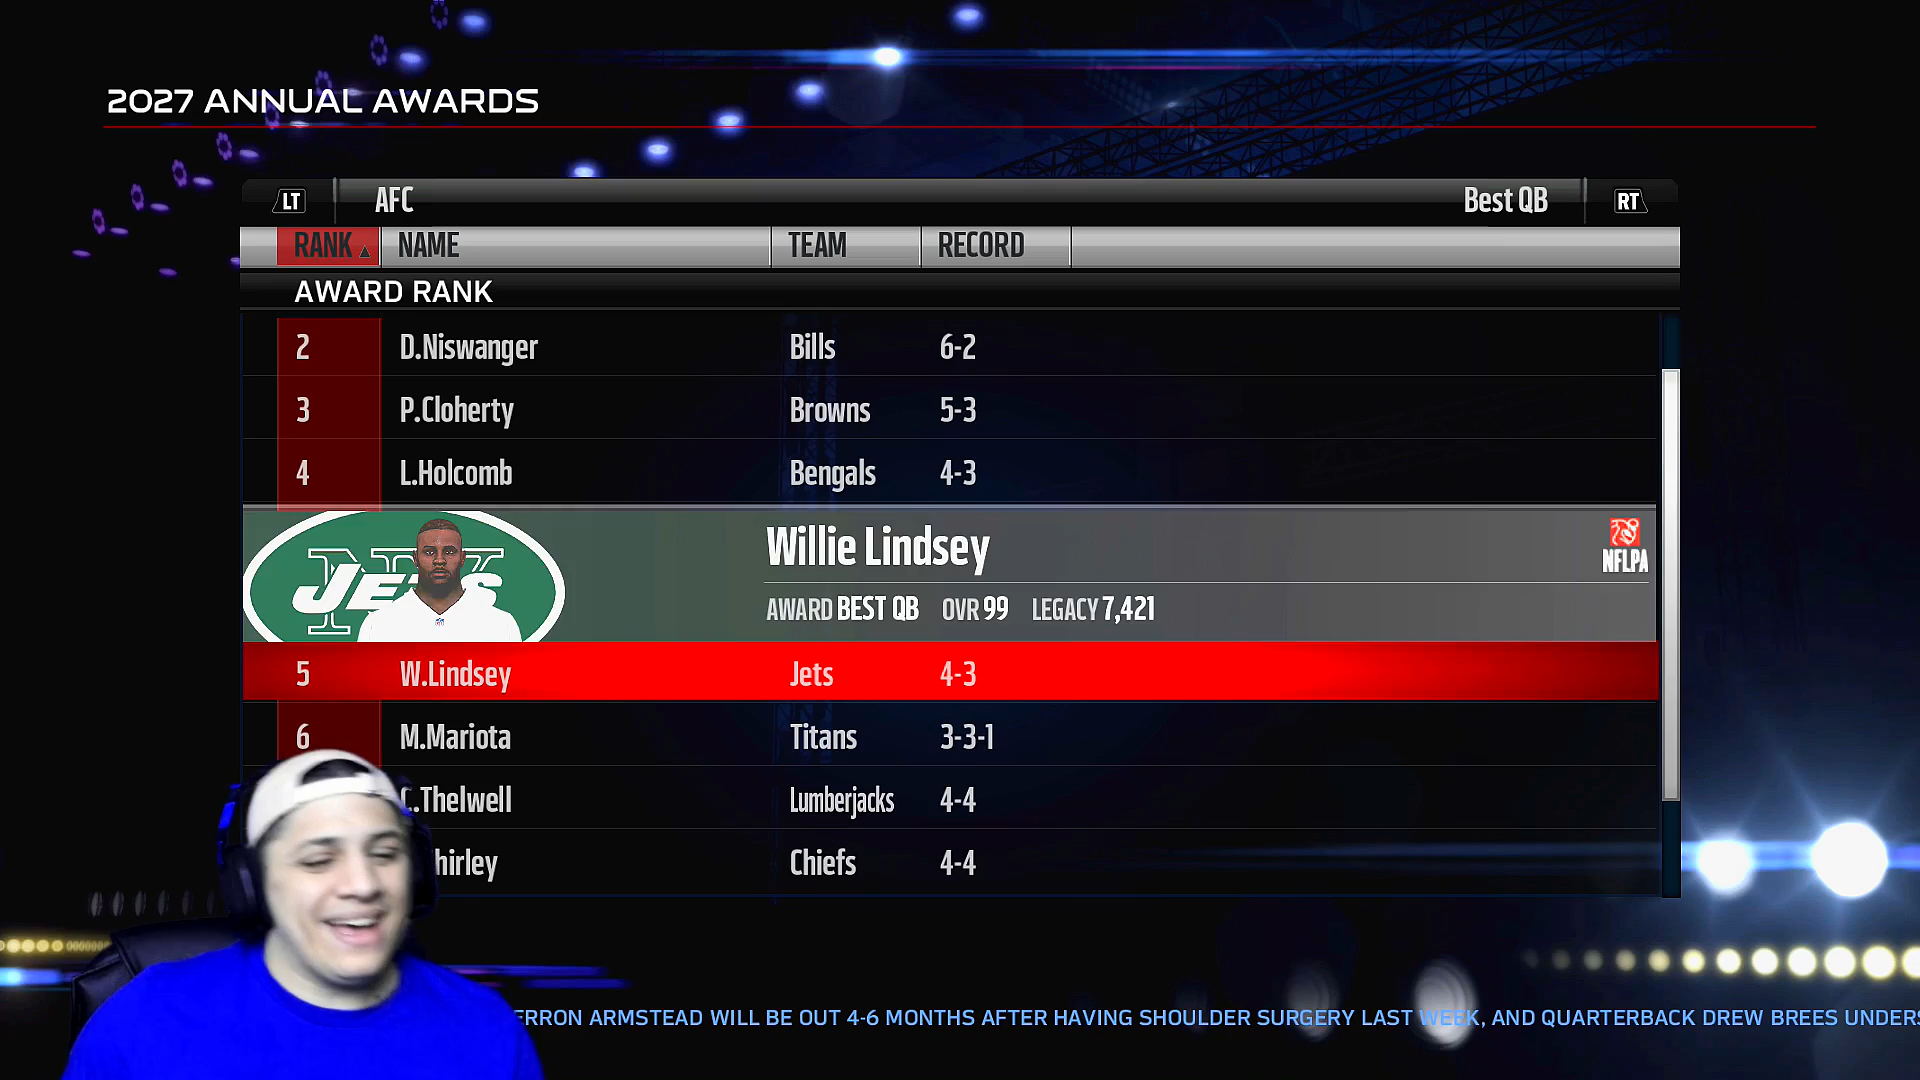 2027 ANNUAL AWARDS
LT AFC Best QB RT
RANK NAME TEAM RECORD
AWARD RANK
2 D.Niswanger Bills 6-2
3 P.Cloherty Browns 5-3
4 L.Holcomb Bengals 4-3
NY JETS
Willie Lindsey
NFLPA
AWARD BEST QB OVR 99 LEGACY 7,421
5 W.Lindsey Jets 4-3
6 M.Mariota Titans 3-3-1
C.Thelwell Lumberjacks 4-4
hirley Chiefs 4-4
ERRON ARMSTEAD WILL BE OUT 4-6 MONTHS AFTER HAVING SHOULDER SURGERY LAST WEEK, AND QUARTERBACK DREW BREES UNDERS